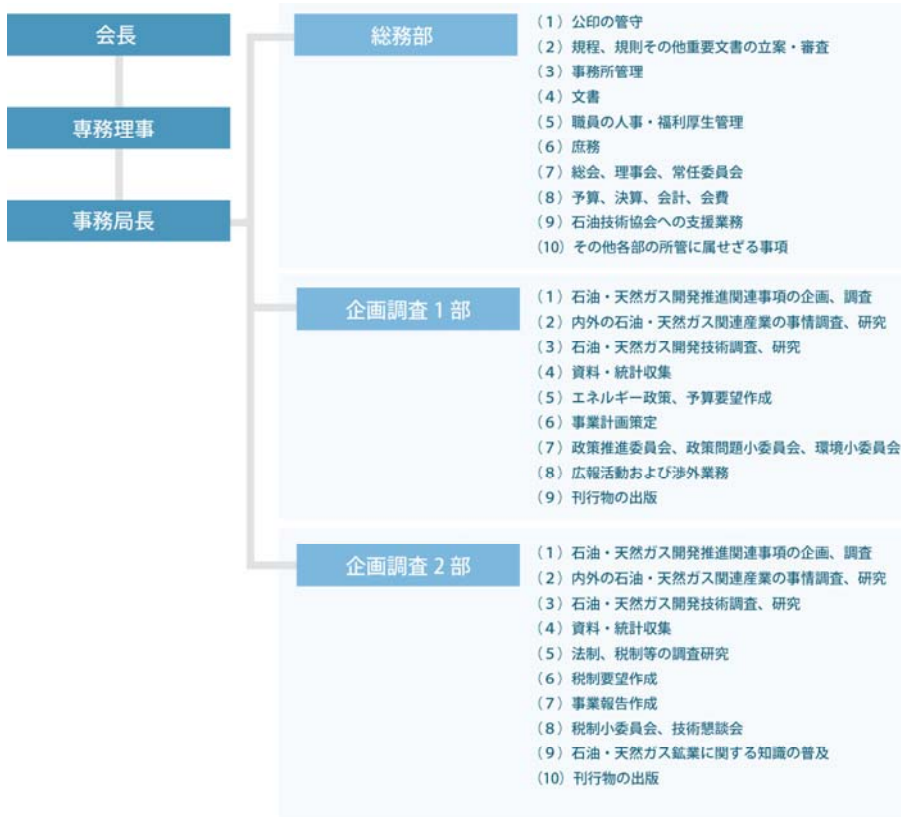 会長
専務理事
事務局長
総務部
（1）公印の管守
（2）規程、規則その他重要文書の立案・審査
（3）事務所管理
（4）文書
（5）職員の人事・福利厚生管理
（6）庶務
（7）総会、理事会、常任委員会
（8）予算、決算、会計、会費
（9）石油技術協会への支援業務
（10）その他各部の所管に属せざる事項
企画調査 1 部
（1）石油・天然ガス開発推進関連事項の企画、調査
（2）内外の石油・天然ガス関連産業の事情調査、研究
（3）石油・天然ガス開発技術調査、研究
（4）資料・統計収集
（5）エネルギー政策、予算要望作成
（6）事業計画策定
（7）政策推進委員会、政策問題小委員会、環境小委員会
（8）広報活動および渉外業務
（9）刊行物の出版
企画調査 2 部
（1）石油・天然ガス開発推進関連事項の企画、調査
（2）内外の石油・天然ガス関連産業の事情調査、研究
（3）石油・天然ガス開発技術調査、研究
（4）資料・統計収集
（5）法制、税制等の調査研究
（6）税制要望作成
（7）事業報告作成
（8）税制小委員会、技術懇談会
（9）石油・天然ガス鉱業に関する知識の普及
（10）刊行物の出版